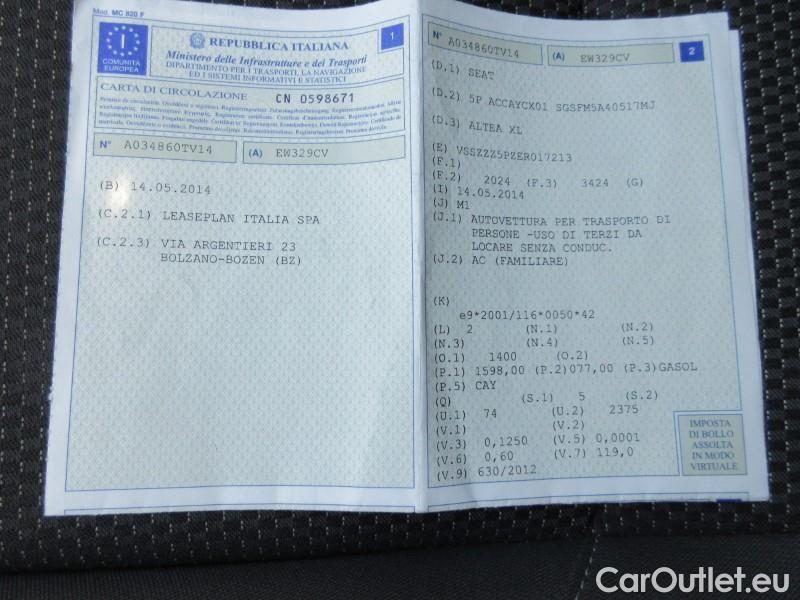 Mod. MC 820 F
I
COMUNITÀ
EUROPEA
REPUBBLICA ITALIANA
1
Ministero delle Infrastrutture e dei Trasporti
DIPARTIMENTO PER I TRASPORTI, LA NAVIGAZIONE
ED I SISTEMI INFORMATIVI E STATISTICI
CARTA DI CIRCOLAZIONE CN 0598671
N° A034860TV14 (A) EW329CV
(B) 14.05.2014
(C.2.1) LEASEPLAN ITALIA SPA
(C.2.3) VIA ARGENTIERI 23
BOLZANO-BOZEN (BZ)
N° A034860TV14 (A) EW329CV 2
(D.1) SEAT
(D.2) 5P ACCAYCX01 SGSFM5A40517MJ
(D.3) ALTEA XL
(E) VSSZZZ5PZER017213
(F.1)
(F.2) 2024 (F.3) 3424 (G)
(I) 14.05.2014
(J) M1
(J.1) AUTOVETTURA PER TRASPORTO DI
PERSONE -USO DI TERZI DA
LOCARE SENZA CONDUC.
(J.2) AC (FAMILIARE)
(K)
e9*2001/116*0050*42
(L) 2 (N.1) (N.2)
(N.3) (N.4) (N.5)
(O.1) 1400 (O.2)
(P.1) 1598,00 (P.2)077,00 (P.3)GASOL
(P.5) CAY
(Q) (S.1) 5 (S.2)
(U.1) 74 (U.2) 2375
(V.1) (V.2)
(V.3) 0,1250 (V.5) 0,0001
(V.6) 0,60 (V.7) 119,0
(V.9) 630/2012
IMPOSTA
DI BOLLO
ASSOLTA
IN MODO
VIRTUALE
CarOutlet.eu